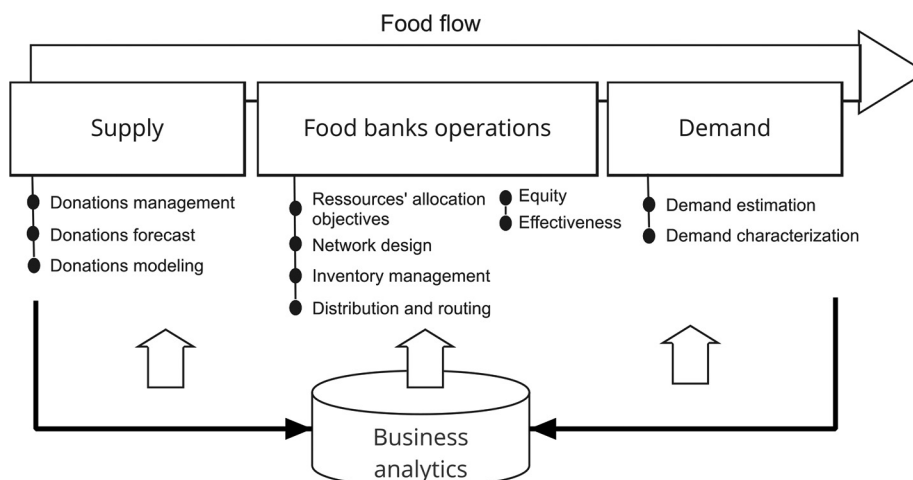 Food flow
Supply
Food banks operations
Demand
Donations management
Donations forecast
Donations modeling
Ressources' allocation
objectives
Network design
Inventory management
Distribution and routing
Equity
Effectiveness
Demand estimation
Demand characterization
Business
analytics